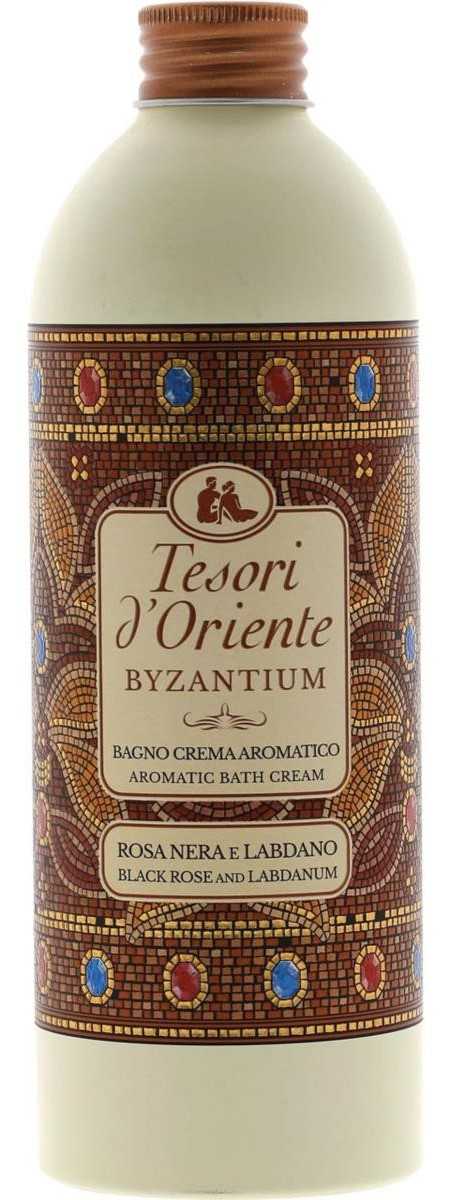 Tesori
d'Oriente
BYZANTIUM
BAGNO CREMA AROMATICO
AROMATIC BATH CREAM
ROSA NERA E LABDANO
BLACK ROSE AND LABDANUM